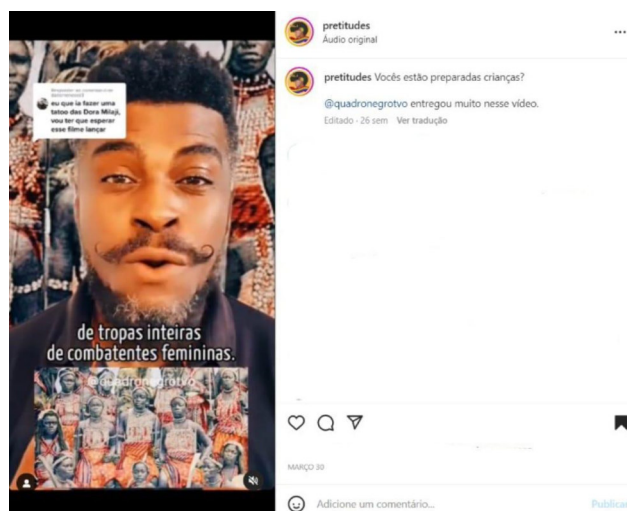 eu que ia fazer uma
tatoo das Dora Milaji,
vou ter que esperar
esse filme lançar
de tropas inteiras
de combatentes femininas.
@quadronegrotvo
pretitudes
Áudio original
pretitudes Vocês estão preparadas crianças?
@quadronegrotvo entregou muito nesse vídeo.
Editado · 26 sem Ver tradução
MARÇO 30
Adicione um comentário...
Publicar